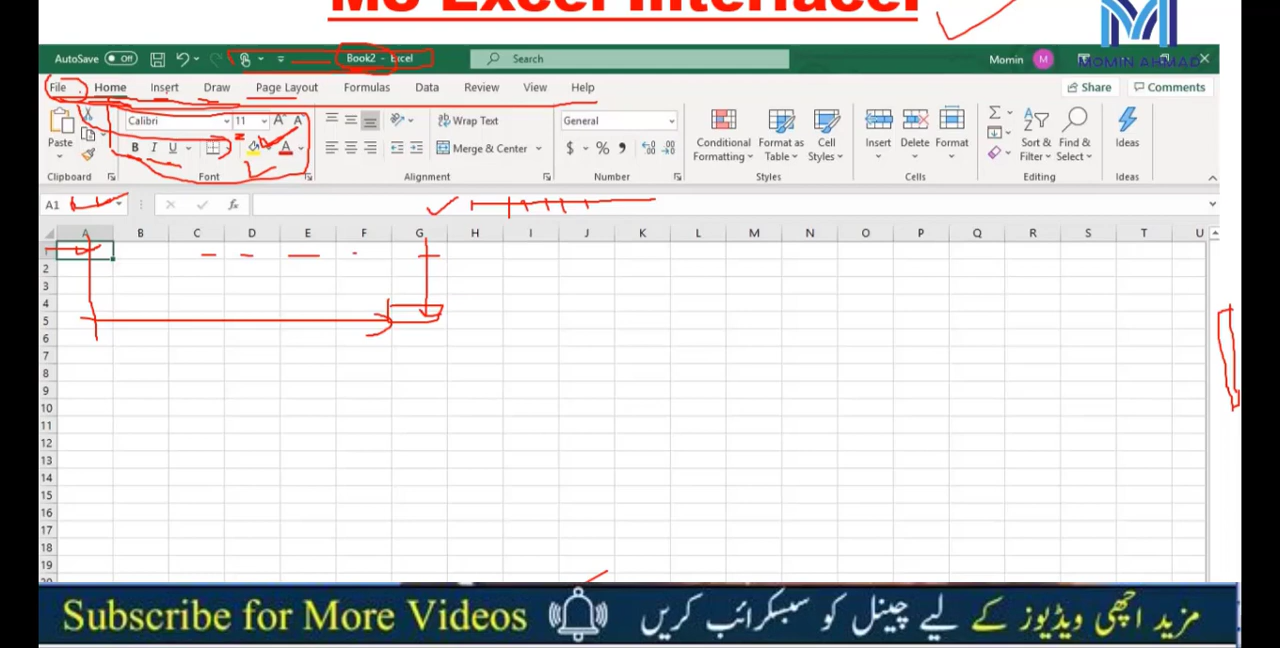 MS Excel Interface:
AutoSave Off Book2 - Excel Search Momin M
MOMIN AHMAD
File Home Insert Draw Page Layout Formulas Data Review View Help Share Comments
Calibri 11 A A Wrap Text General
Paste B I U A Merge & Center $ % Conditional Formatting Format as Table Cell Styles Insert Delete Format Sort & Filter Find & Select Ideas
Clipboard Font Alignment Number Styles Cells Editing Ideas
A1 fx
A B C D E F G H I J K L M N O P Q R S T U
1
2
3
4
5
6
7
8
9
10
11
12
13
14
15
16
17
18
19
Subscribe for More Videos مزید اچھی ویڈیوز کے لیے چینل کو سبسکرائب کریں